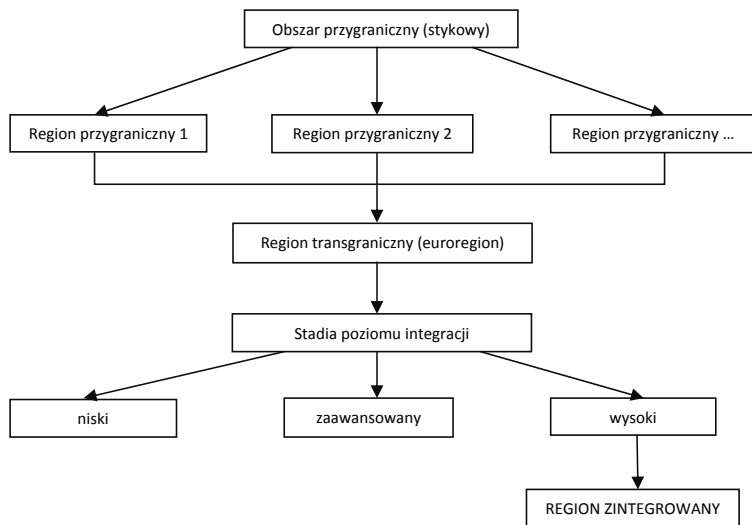 Obszar przygraniczny (stykowy)
Region przygraniczny 1
Region przygraniczny 2
Region przygraniczny ...
Region transgraniczny (euroregion)
Stadia poziomu integracji
niski
zaawansowany
wysoki
REGION ZINTEGROWANY